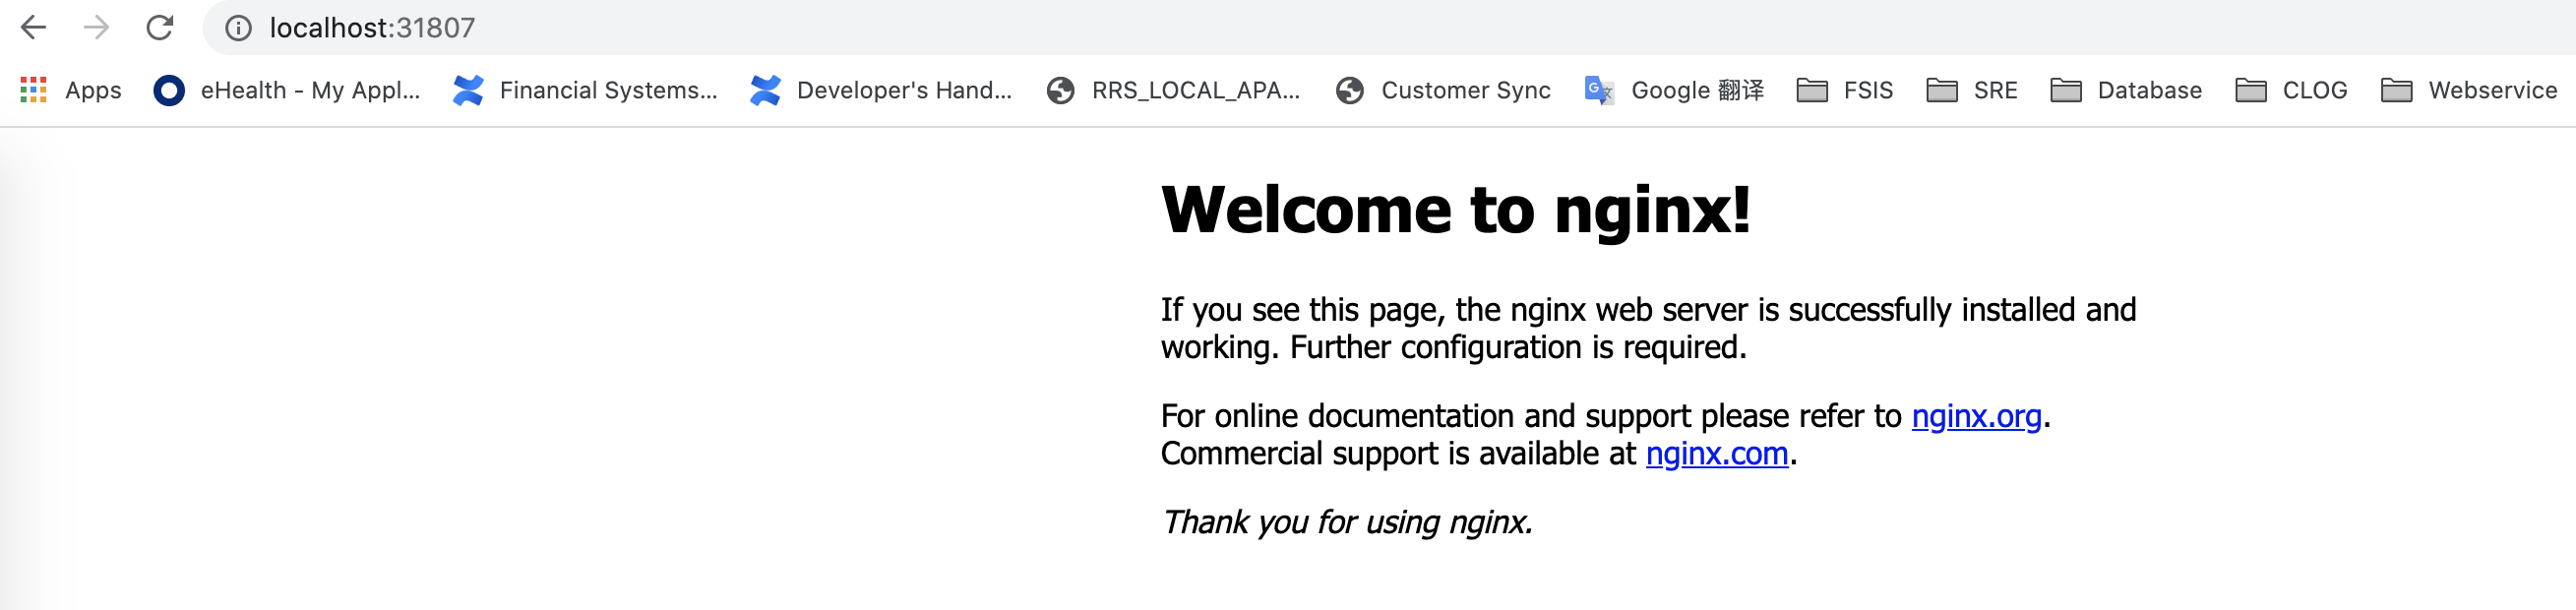 localhost:31807
Apps eHealth - My Appl... Financial Systems... Developer's Hand... RRS_LOCAL_APA... Customer Sync Google 翻译 FSIS SRE Database CLOG Webservice
Welcome to nginx!
If you see this page, the nginx web server is successfully installed and
working. Further configuration is required.
For online documentation and support please refer to nginx.org.
Commercial support is available at nginx.com.
Thank you for using nginx.